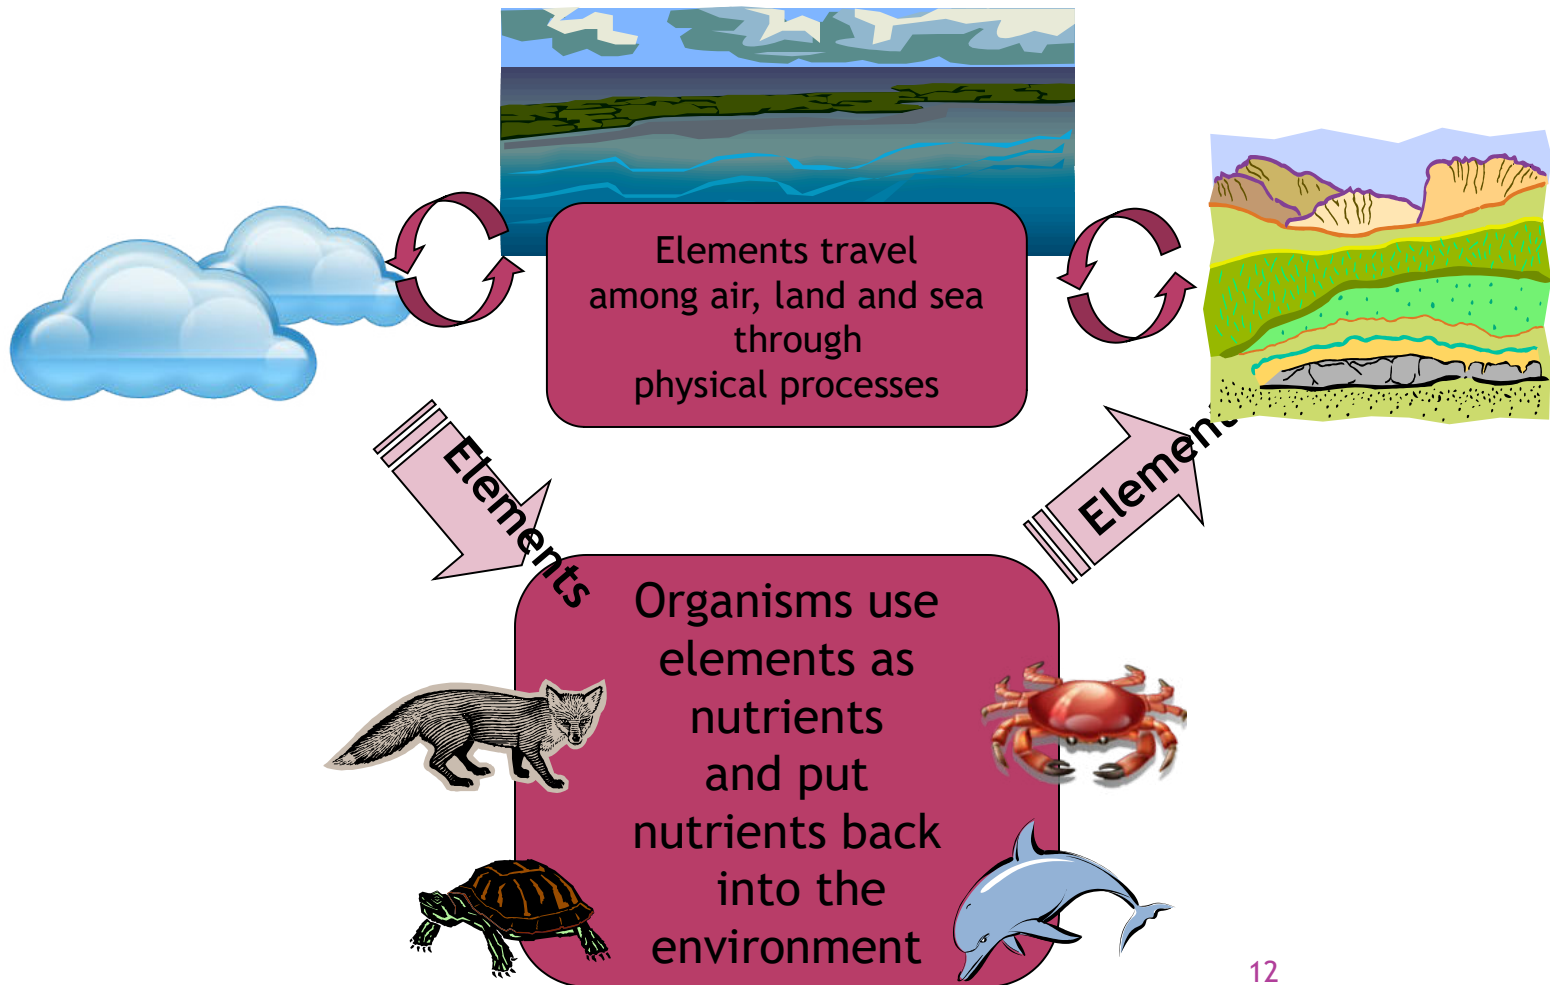 Elements travel
among air, land and sea
through
physical processes
Elements
Element
Organisms use
elements as
nutrients
and put
nutrients back
into the
environment
12